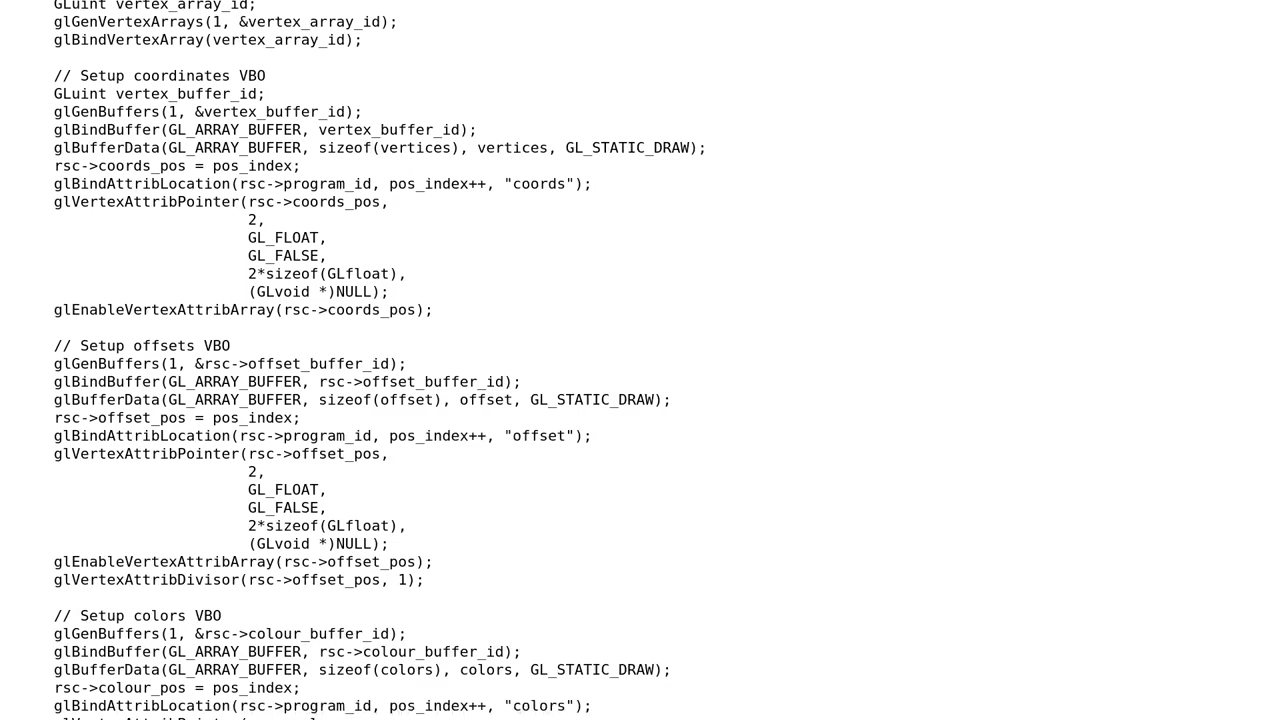 GLuint vertex_array_id;
glGenVertexArrays(1, &vertex_array_id);
glBindVertexArray(vertex_array_id);
// Setup coordinates VBO
GLuint vertex_buffer_id;
glGenBuffers(1, &vertex_buffer_id);
glBindBuffer(GL_ARRAY_BUFFER, vertex_buffer_id);
glBufferData(GL_ARRAY_BUFFER, sizeof(vertices), vertices, GL_STATIC_DRAW);
rsc->coords_pos = pos_index;
glBindAttribLocation(rsc->program_id, pos_index++, "coords");
glVertexAttribPointer(rsc->coords_pos,
2,
GL_FLOAT,
GL_FALSE,
2*sizeof(GLfloat),
(GLvoid *)NULL);
glEnableVertexAttribArray(rsc->coords_pos);
// Setup offsets VBO
glGenBuffers(1, &rsc->offset_buffer_id);
glBindBuffer(GL_ARRAY_BUFFER, rsc->offset_buffer_id);
glBufferData(GL_ARRAY_BUFFER, sizeof(offset), offset, GL_STATIC_DRAW);
rsc->offset_pos = pos_index;
glBindAttribLocation(rsc->program_id, pos_index++, "offset");
glVertexAttribPointer(rsc->offset_pos,
2,
GL_FLOAT,
GL_FALSE,
2*sizeof(GLfloat),
(GLvoid *)NULL);
glEnableVertexAttribArray(rsc->offset_pos);
glVertexAttribDivisor(rsc->offset_pos, 1);
// Setup colors VBO
glGenBuffers(1, &rsc->colour_buffer_id);
glBindBuffer(GL_ARRAY_BUFFER, rsc->colour_buffer_id);
glBufferData(GL_ARRAY_BUFFER, sizeof(colors), colors, GL_STATIC_DRAW);
rsc->colour_pos = pos_index;
glBindAttribLocation(rsc->program_id, pos_index++, "colors");